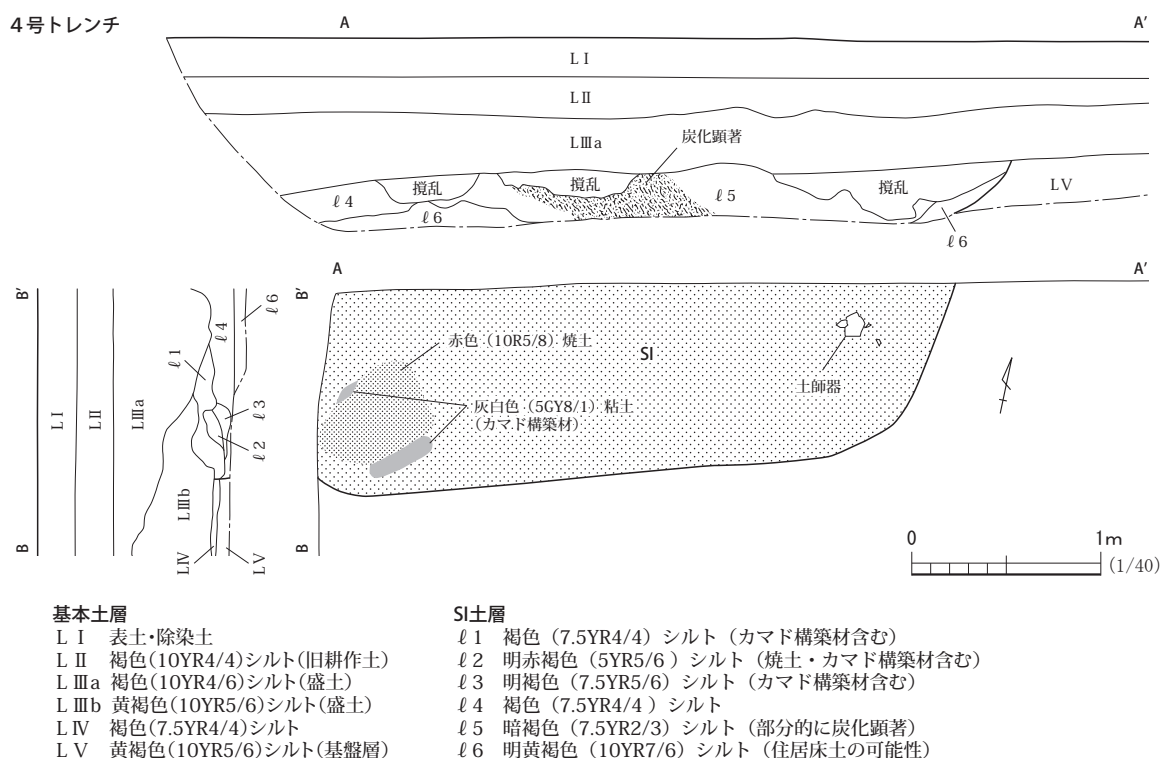 4号トレンチ
A
A'
LⅠ
LⅡ
LⅢa
炭化顕著
撹乱
撹乱
撹乱
ℓ4
ℓ6
ℓ5
LⅤ
ℓ6
B'
B
LⅠ
LⅡ
LⅢa
LⅢb
LⅣ
LⅤ
ℓ1
ℓ4
ℓ6
ℓ3
ℓ2
A
A'
B'
B
赤色(10R5/8)焼土
SI
灰白色(5GY8/1)粘土
(カマド構築材)
土師器
0 1m
(1/40)
基本土層
LⅠ 表土・除染土
LⅡ 褐色(10YR4/4)シルト(旧耕作土)
LⅢa 褐色(10YR4/6)シルト(盛土)
LⅢb 黄褐色(10YR5/6)シルト(盛土)
LⅣ 褐色(7.5YR4/4)シルト
LⅤ 黄褐色(10YR5/6)シルト(基盤層)
SI土層
ℓ1 褐色(7.5YR4/4)シルト(カマド構築材含む)
ℓ2 明赤褐色(5YR5/6)シルト(焼土・カマド構築材含む)
ℓ3 明褐色(7.5YR5/6)シルト(カマド構築材含む)
ℓ4 褐色(7.5YR4/4)シルト
ℓ5 暗褐色(7.5YR2/3)シルト(部分的に炭化顕著)
ℓ6 明黄褐色(10YR7/6)シルト(住居床土の可能性)